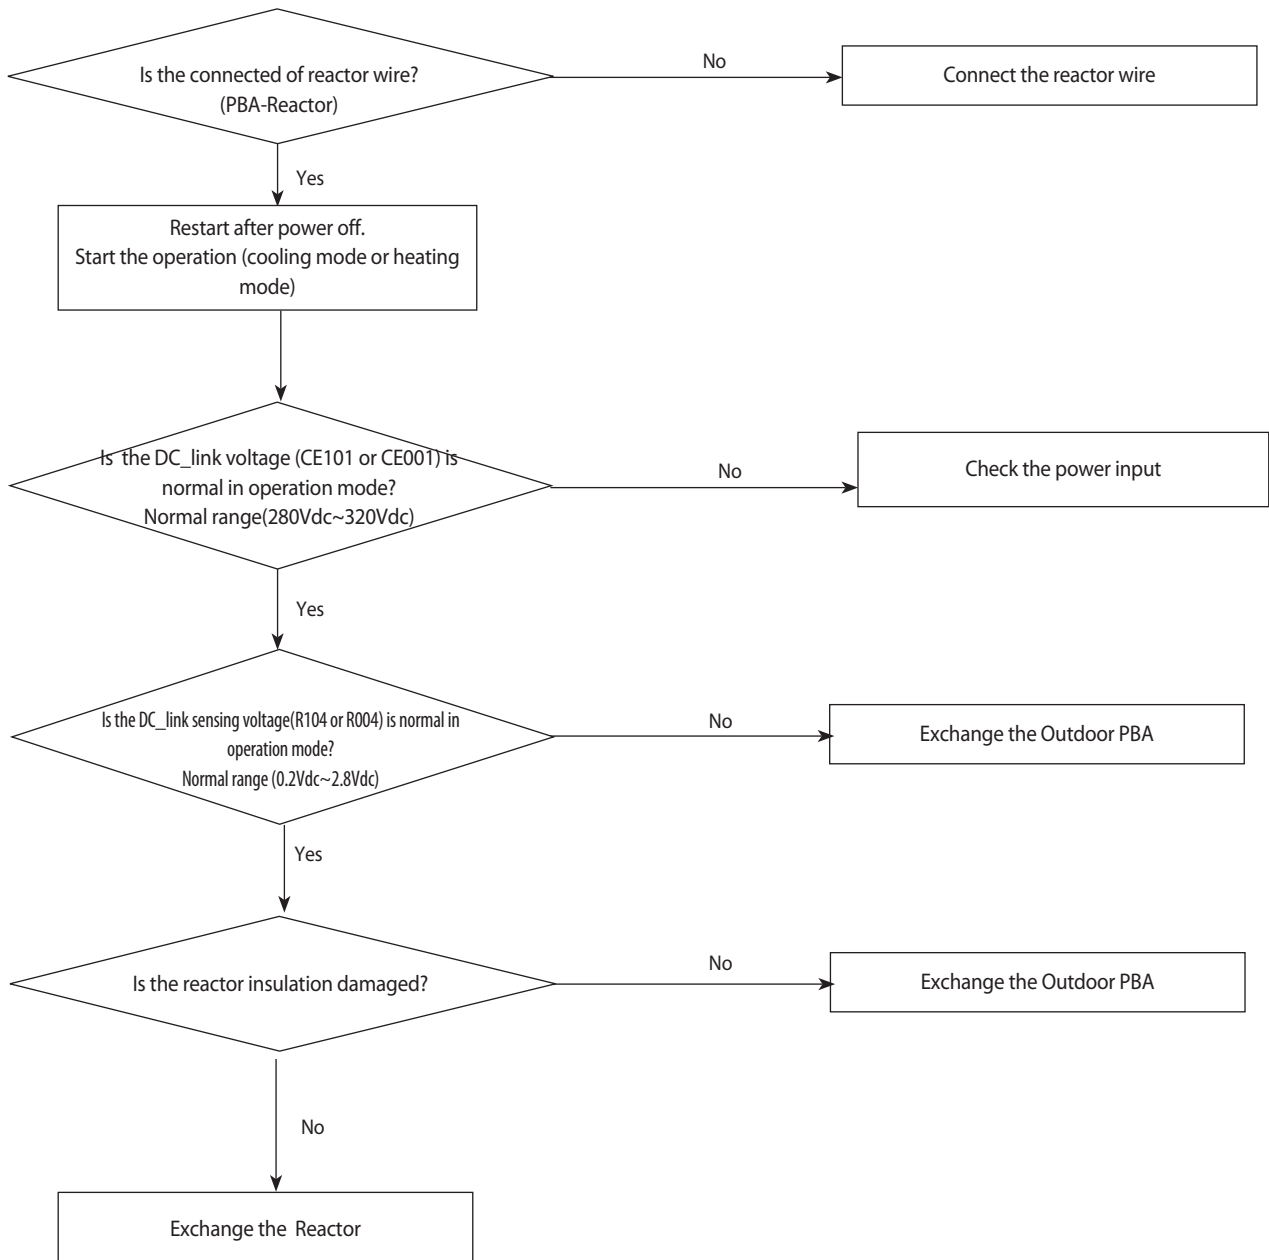 Is the connected of reactor wire?
(PBA-Reactor)
No
Connect the reactor wire
Yes
Restart after power off.
Start the operation (cooling mode or heating
mode)
Is the DC_link voltage (CE101 or CE001) is
normal in operation mode?
Normal range(280Vdc~320Vdc)
No
Check the power input
Yes
Is the DC_link sensing voltage(R104 or R004) is normal in
operation mode?
Normal range (0.2Vdc~2.8Vdc)
No
Exchange the Outdoor PBA
Yes
Is the reactor insulation damaged?
No
Exchange the Outdoor PBA
No
Exchange the Reactor